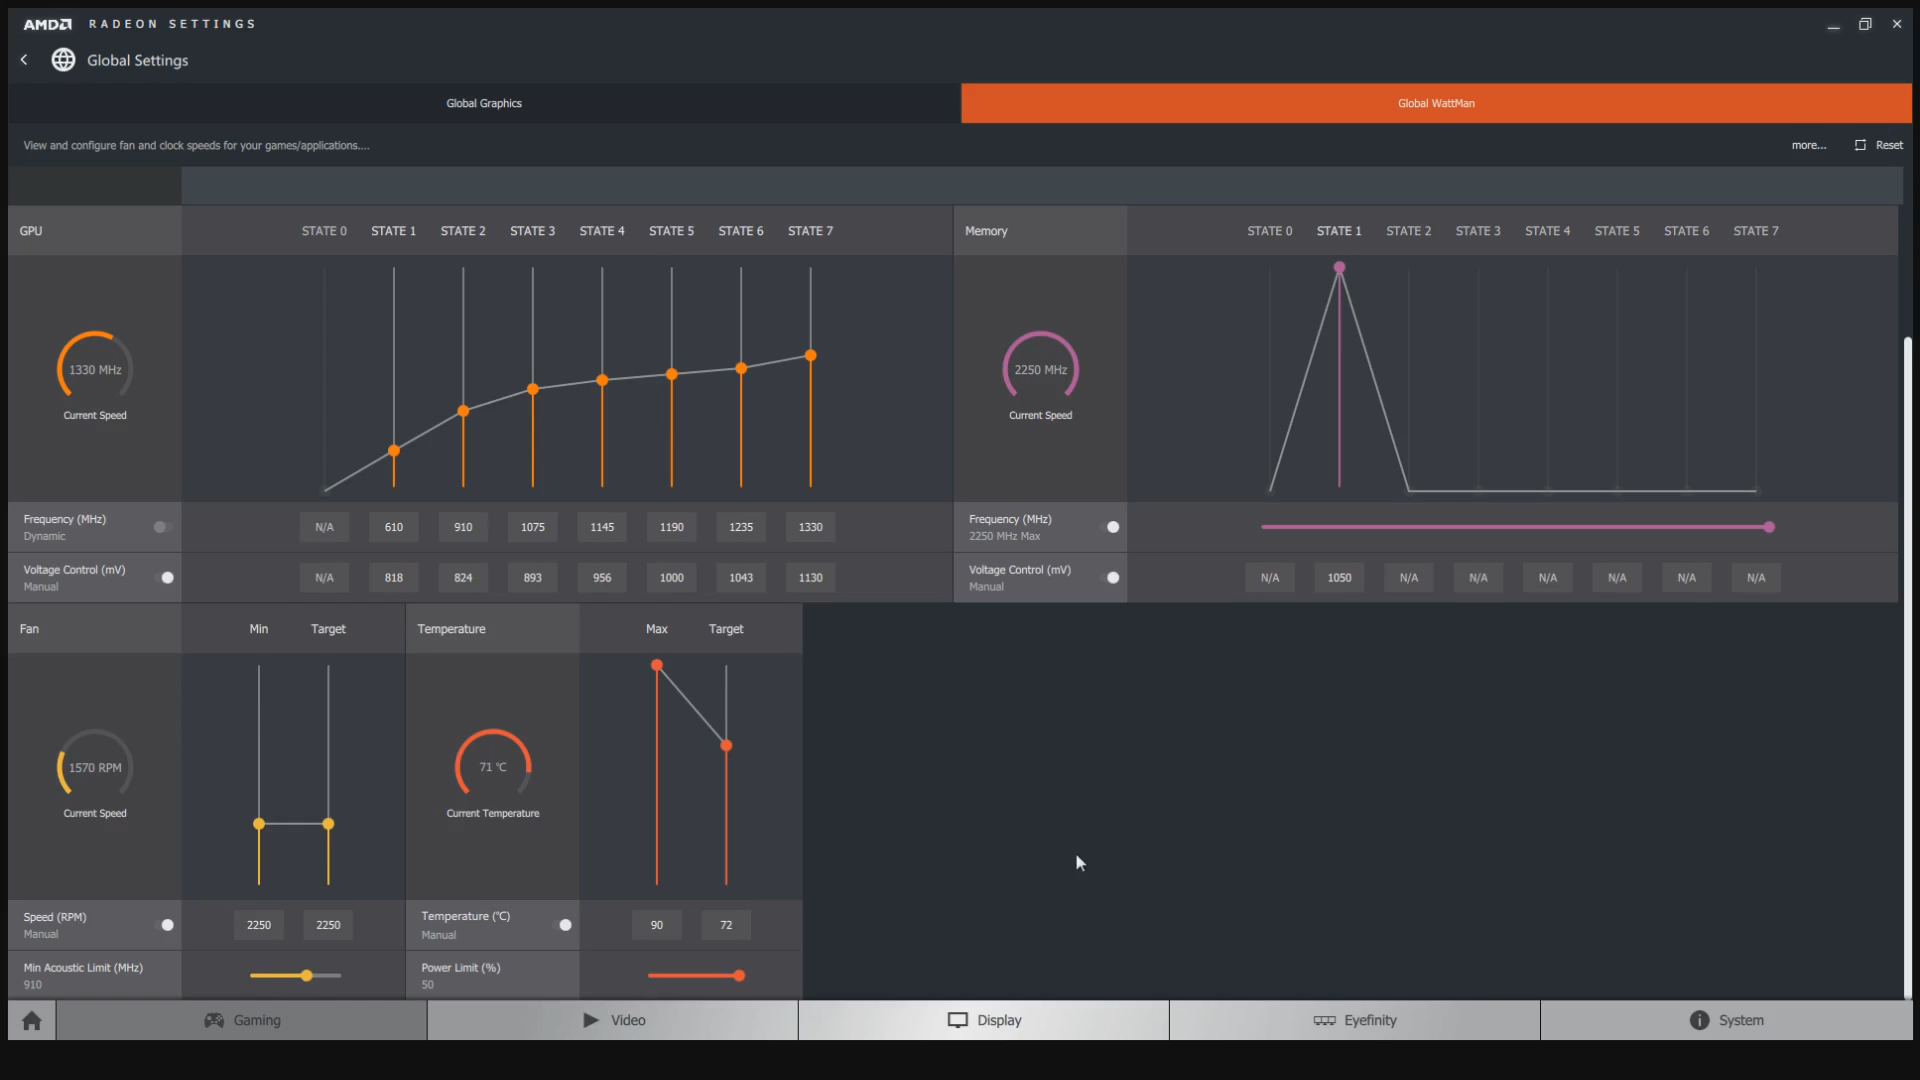 AMD RADEON SETTINGS
Global Settings
Global Graphics
Global WattMan
View and configure fan and clock speeds for your games/applications....
more...
Reset
GPU
STATE 0 STATE 1 STATE 2 STATE 3 STATE 4 STATE 5 STATE 6 STATE 7
Memory
STATE 0 STATE 1 STATE 2 STATE 3 STATE 4 STATE 5 STATE 6 STATE 7
1330 MHz
Current Speed
2250 MHz
Current Speed
Frequency (MHz)
Dynamic
N/A 610 910 1075 1145 1190 1235 1330
Frequency (MHz)
2250 MHz Max
Voltage Control (mV)
Manual
N/A 818 824 893 956 1000 1043 1130
Voltage Control (mV)
Manual
N/A 1050 N/A N/A N/A N/A N/A N/A
Fan
Min Target
Temperature
Max Target
1570 RPM
Current Speed
71 °C
Current Temperature
Speed (RPM)
Manual
2250 2250
Temperature (°C)
Manual
90 72
Min Acoustic Limit (MHz)
910
Power Limit (%)
50
Gaming
Video
Display
Eyefinity
System